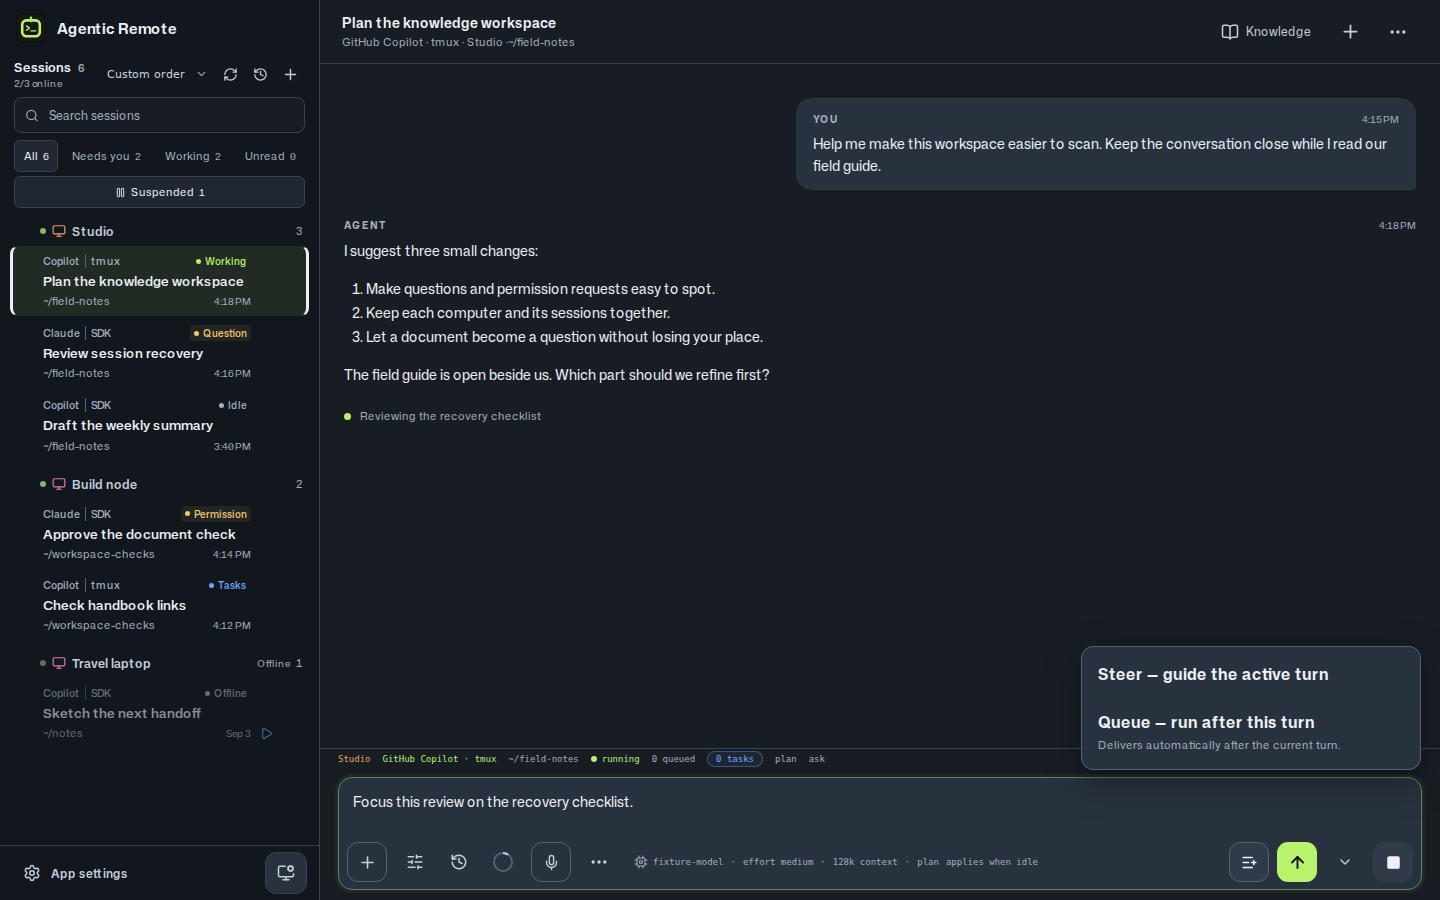 Agentic Remote
Sessions 6
2/3 online
Custom order
Search sessions
All 6
Needs you 2
Working 2
Unread 0
Suspended 1
Studio 3
Copilot | tmux
Working
Plan the knowledge workspace
~/field-notes
4:18 PM
Claude | SDK
Question
Review session recovery
~/field-notes
4:16 PM
Copilot | SDK
Idle
Draft the weekly summary
~/field-notes
3:40 PM
Build node 2
Claude | SDK
Permission
Approve the document check
~/workspace-checks
4:14 PM
Copilot | tmux
Tasks
Check handbook links
~/workspace-checks
4:12 PM
Travel laptop
Offline 1
Copilot | SDK
Offline
Sketch the next handoff
~/notes
Sep 3
App settings
Plan the knowledge workspace
GitHub Copilot · tmux · Studio · ~/field-notes
Knowledge
YOU
4:15 PM
Help me make this workspace easier to scan. Keep the conversation close while I read our
field guide.
AGENT
4:18 PM
I suggest three small changes:
1. Make questions and permission requests easy to spot.
2. Keep each computer and its sessions together.
3. Let a document become a question without losing your place.
The field guide is open beside us. Which part should we refine first?
Reviewing the recovery checklist
Steer — guide the active turn
Queue — run after this turn
Delivers automatically after the current turn.
Studio GitHub Copilot · tmux ~/field-notes running 0 queued 0 tasks plan ask
Focus this review on the recovery checklist.
fixture-model · effort medium · 128k context · plan applies when idle